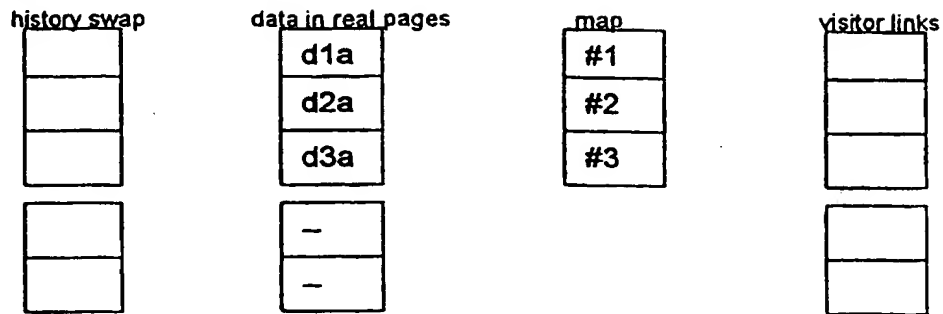 history swap data in real pages map visitor links
d1a #1
d2a #2
d3a #3
–
–